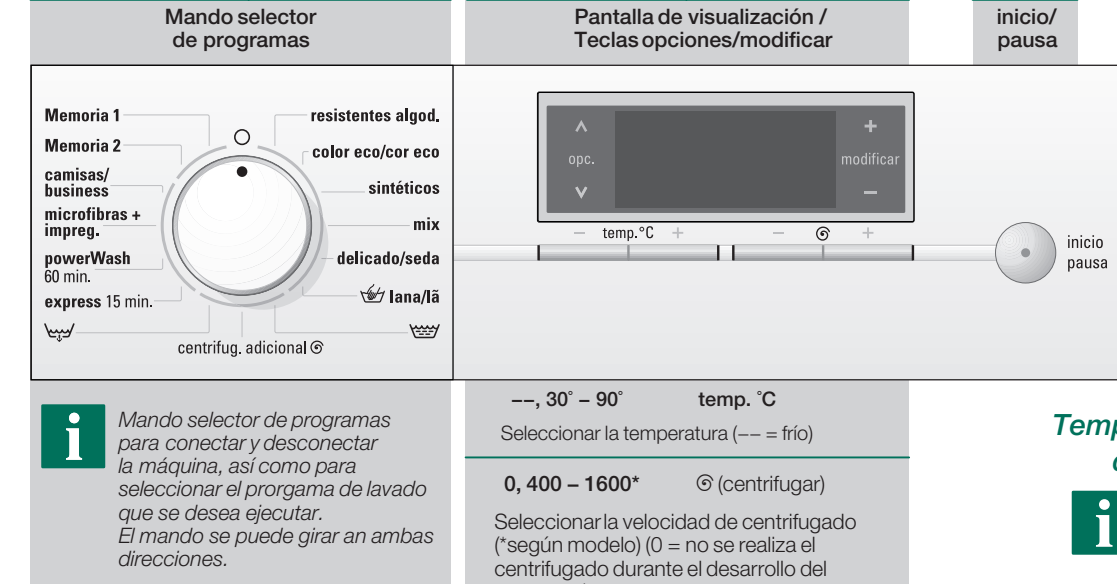 Mando selector
de programas
Pantalla de visualización /
Teclas opciones/modificar
inicio/
pausa
Memoria 1
Memoria 2
camisas/
business
microfibras +
impreg.
powerWash
60 min.
express 15 min.
centrifug. adicional
resistentes algod.
color eco/cor eco
sintéticos
mix
delicado/seda
lana/lã
opc.
+
modificar
−
− temp.°C +
− +
inicio
pausa
i
Mando selector de programas
para conectar y desconectar
la máquina, así como para
seleccionar el prorgama de lavado
que se desea ejecutar.
El mando se puede girar an ambas
direcciones.
−−, 30° – 90° temp. °C
Seleccionar la temperatura (−− = frío)
0, 400 – 1600* (centrifugar)
Seleccionar la velocidad de centrifugado
(*según modelo) (0 = no se realiza el
centrifugado durante el desarrollo del
i